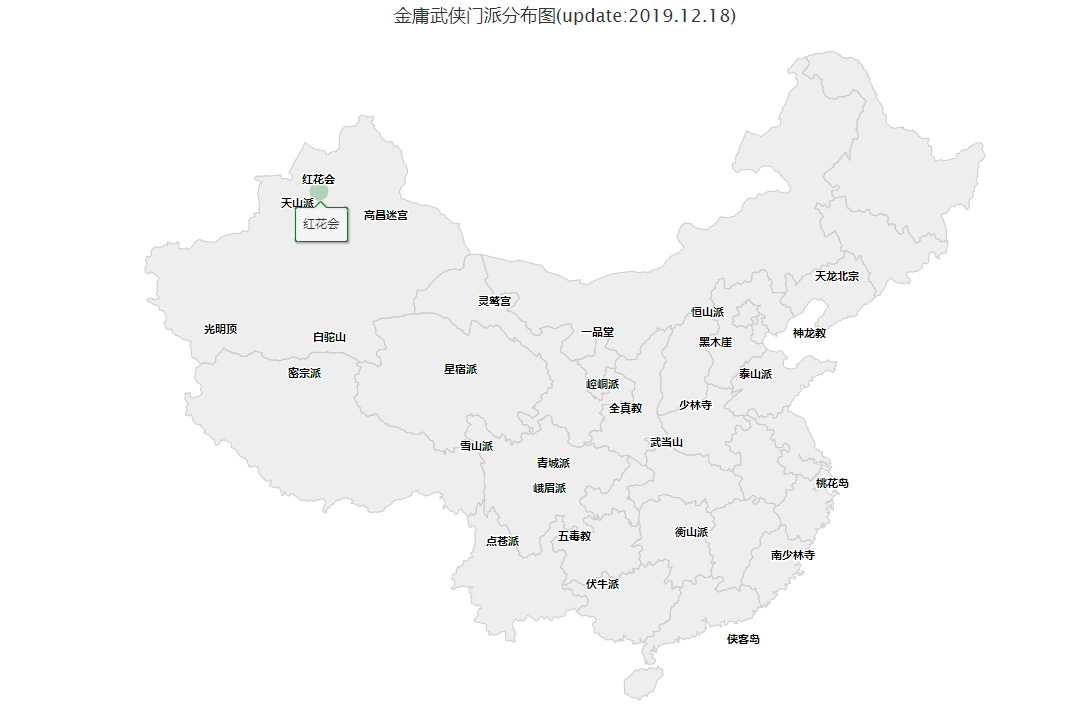 金庸武侠门派分布图(update:2019.12.18)
红花会
天山派
高昌迷宫
红花会
天龙北宗
灵鹫宫
恒山派
光明顶
白驼山
一品堂
神龙教
黑木崖
密宗派
星宿派
泰山派
崆峒派
全真教
少林寺
雪山派
武当山
青城派
峨眉派
桃花岛
点苍派
五毒教
衡山派
南少林寺
伏牛派
侠客岛